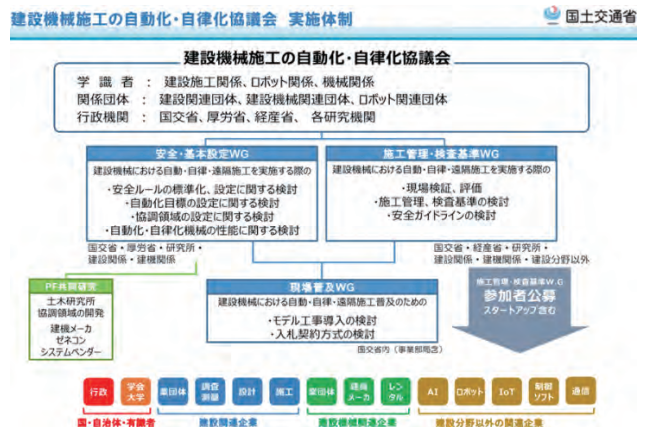 建設機械施工の自動化・自律化協議会 実施体制
国土交通省
建設機械施工の自動化・自律化協議会
学識者 : 建設施工関係、ロボット関係、機械関係
関係団体 : 建設関連団体、建設機械関連団体、ロボット関連団体
行政機関 : 国交省、厚労省、経産省、 各研究機関
安全・基本設定WG
建設機械における自動・自律・遠隔施工を実施する際の
・安全ルールの標準化、設定に関する検討
・自動化目標の設定に関する検討
・協調領域の設定に関する検討
・自動化・自律化機械の性能に関する検討
国交省・厚労省・研究所・
建設関係・建機関係
施工管理・検査基準WG
建設機械における自動・自律・遠隔施工を実施する際の
・現場検証、評価
・施工管理、検査基準の検討
・安全ガイドラインの検討
国交省・経産省・研究所・
建設関係・建機関係・建設分野以外
PF共同研究
土木研究所
協調領域の開発
建機メーカ
ゼネコン
システムベンダー
現場普及WG
建設機械における自動・自律・遠隔施工普及のための
・モデル工事導入の検討
・入札契約方式の検討
国交省内（事業部局含）
施工管理・検査基準W.G
参加者公募
スタートアップ含む
行政
学会
大学
業団体
調査
測量
設計
施工
業団体
建機
メーカ
レン
タル
AI
ロボット
IoT
制御
ソフト
通信
国・自治体・有識者
建設関連企業
建設機械関連企業
建設分野以外の関連企業